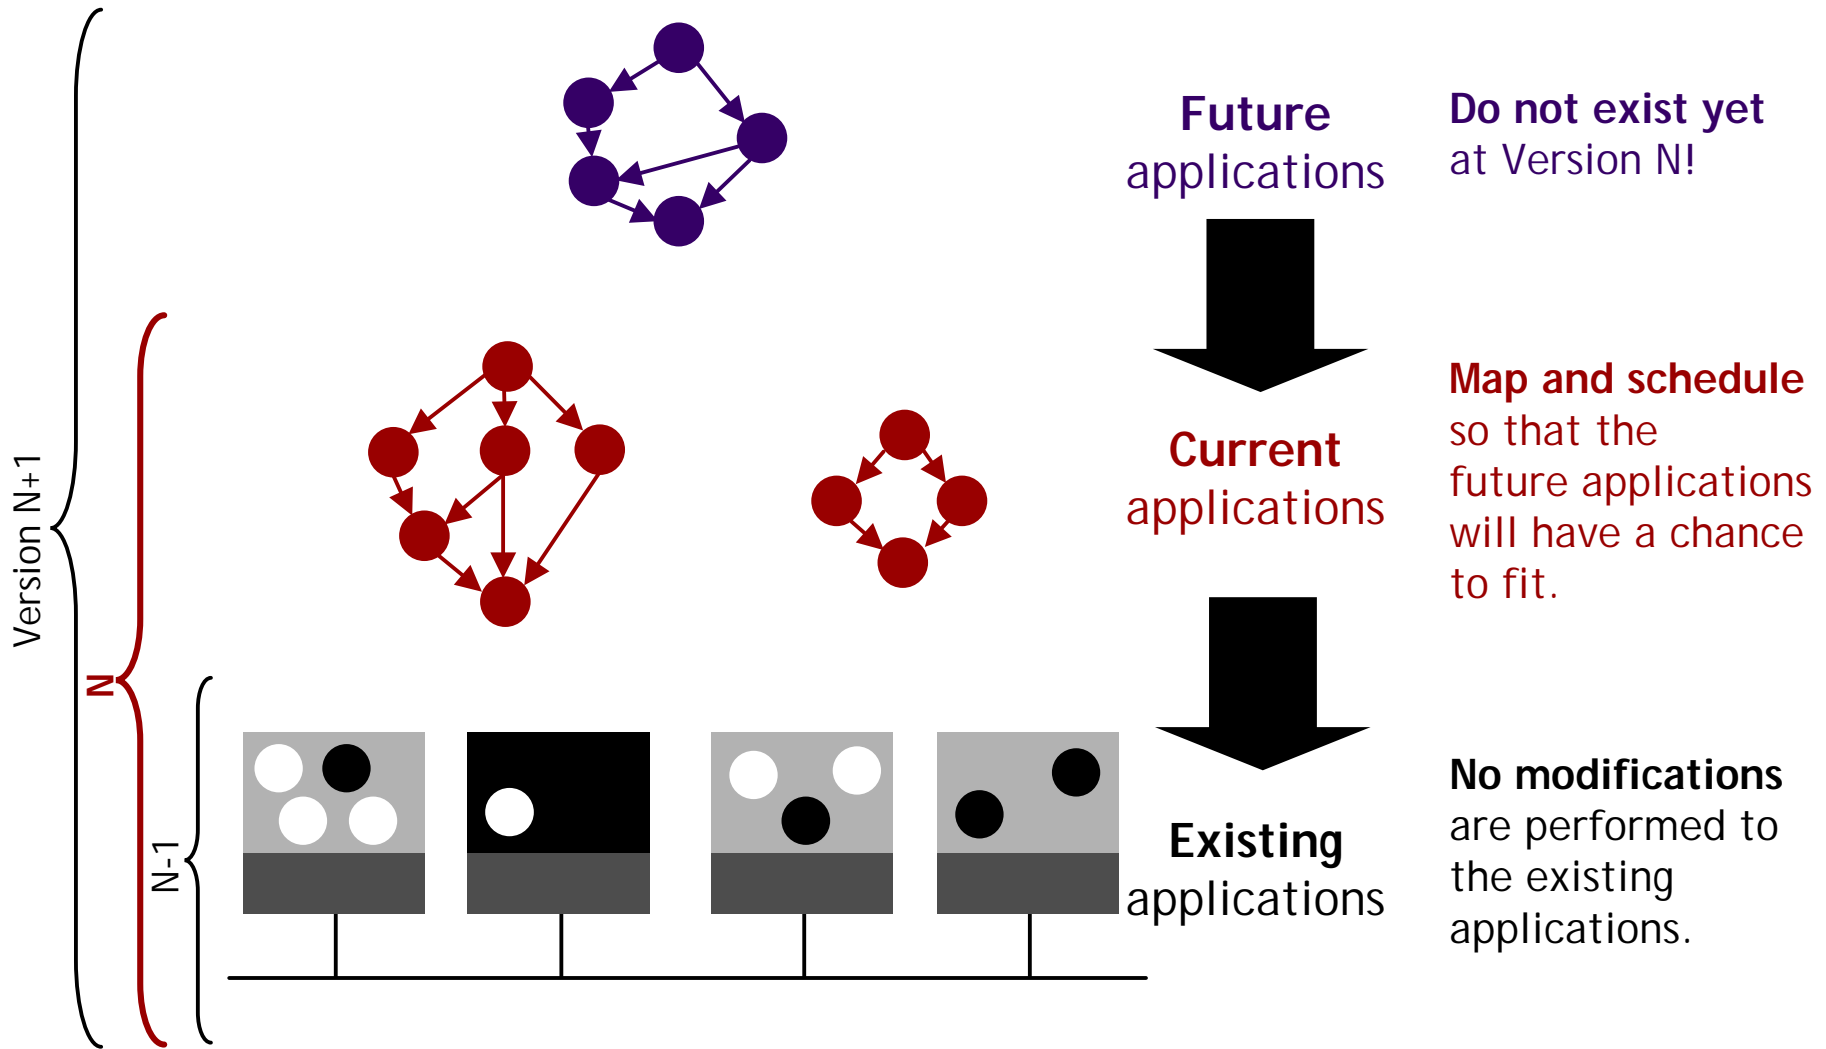 Version N+1
N
N-1
Future
applications
Do not exist yet
at Version N!
Current
applications
Map and schedule
so that the
future applications
will have a chance
to fit.
Existing
applications
No modifications
are performed to
the existing
applications.